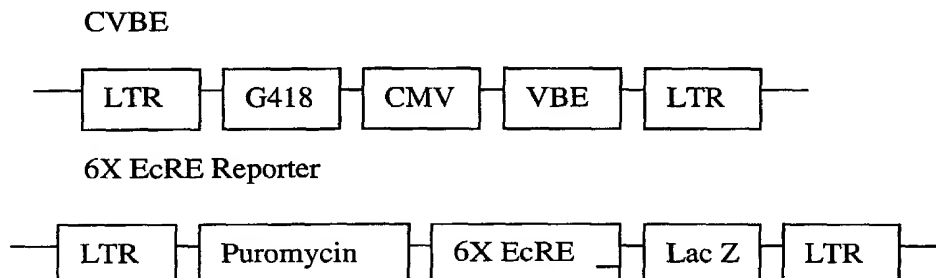 CVBE
LTR G418 CMV VBE LTR
6X EcRE Reporter
LTR Puromycin 6X EcRE Lac Z LTR